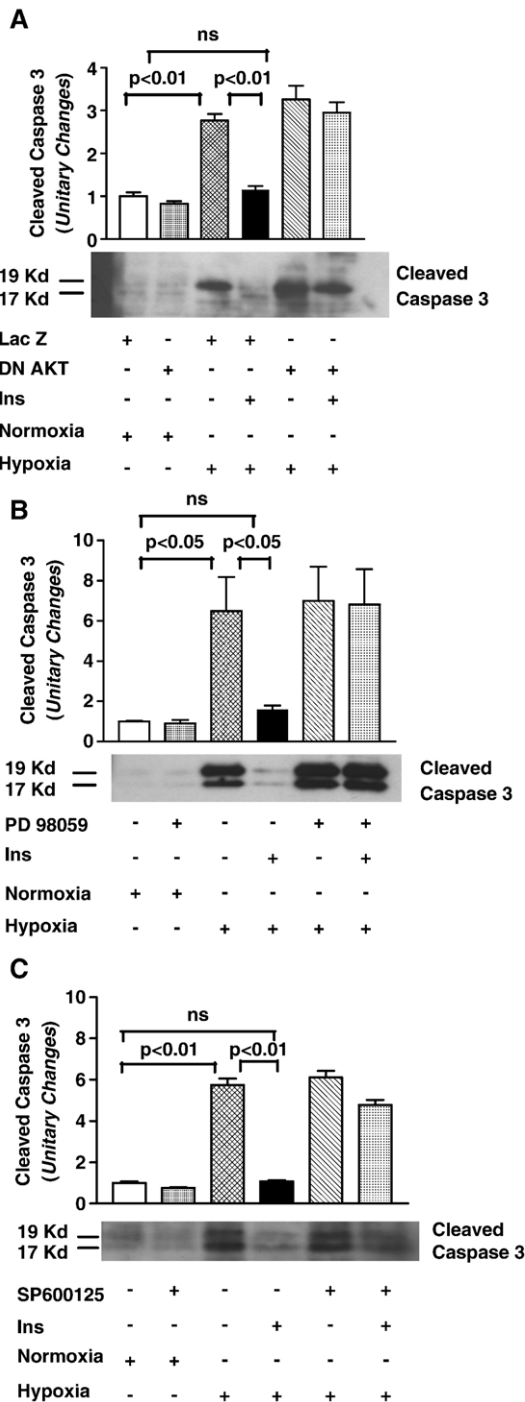 A
ns
p<0.01 p<0.01
Cleaved Caspase 3
(Unitary Changes)
4
3
2
1
0
19 Kd
17 Kd
Cleaved
Caspase 3
Lac Z + - + + - -
DN AKT - + - - + +
Ins - - - + - +
Normoxia + + - - - -
Hypoxia - - + + + +
B
ns
p<0.05 p<0.05
Cleaved Caspase 3
(Unitary Changes)
10
8
6
4
2
0
19 Kd
17 Kd
Cleaved
Caspase 3
PD 98059 - + - - + +
Ins - - - + - +
Normoxia + + - - - -
Hypoxia - - + + + +
C
ns
p<0.01 p<0.01
Cleaved Caspase 3
(Unitary Changes)
10
8
6
4
2
0
19 Kd
17 Kd
Cleaved
Caspase 3
SP600125 - + - - + +
Ins - - - + - +
Normoxia + + - - - -
Hypoxia - - + + + +